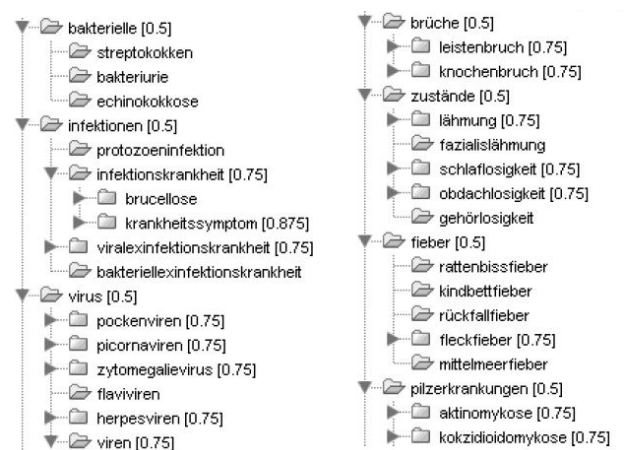 bakterielle [0.5]
streptokokken
bakteriurie
echinokokkose
infektionen [0.5]
protozoeninfektion
infektionskrankheit [0.75]
brucellose
krankheitssymptom [0.875]
viralexinfektionskrankheit [0.75]
bakteriellexinfektionskrankheit
virus [0.5]
pockenviren [0.75]
picornaviren [0.75]
zytomegalievirus [0.75]
flaviviren
herpesviren [0.75]
viren [0.75]
brüche [0.5]
leistenbruch [0.75]
knochenbruch [0.75]
zustände [0.5]
lähmung [0.75]
fazialislähmung
schlaflosigkeit [0.75]
obdachlosigkeit [0.75]
gehörlosigkeit
fieber [0.5]
rattenbissfieber
kindbettfieber
rückfallfieber
fleckfieber [0.75]
mittelmeerfieber
pilzerkrankungen [0.5]
aktinomykose [0.75]
kokzidioidomykose [0.75]